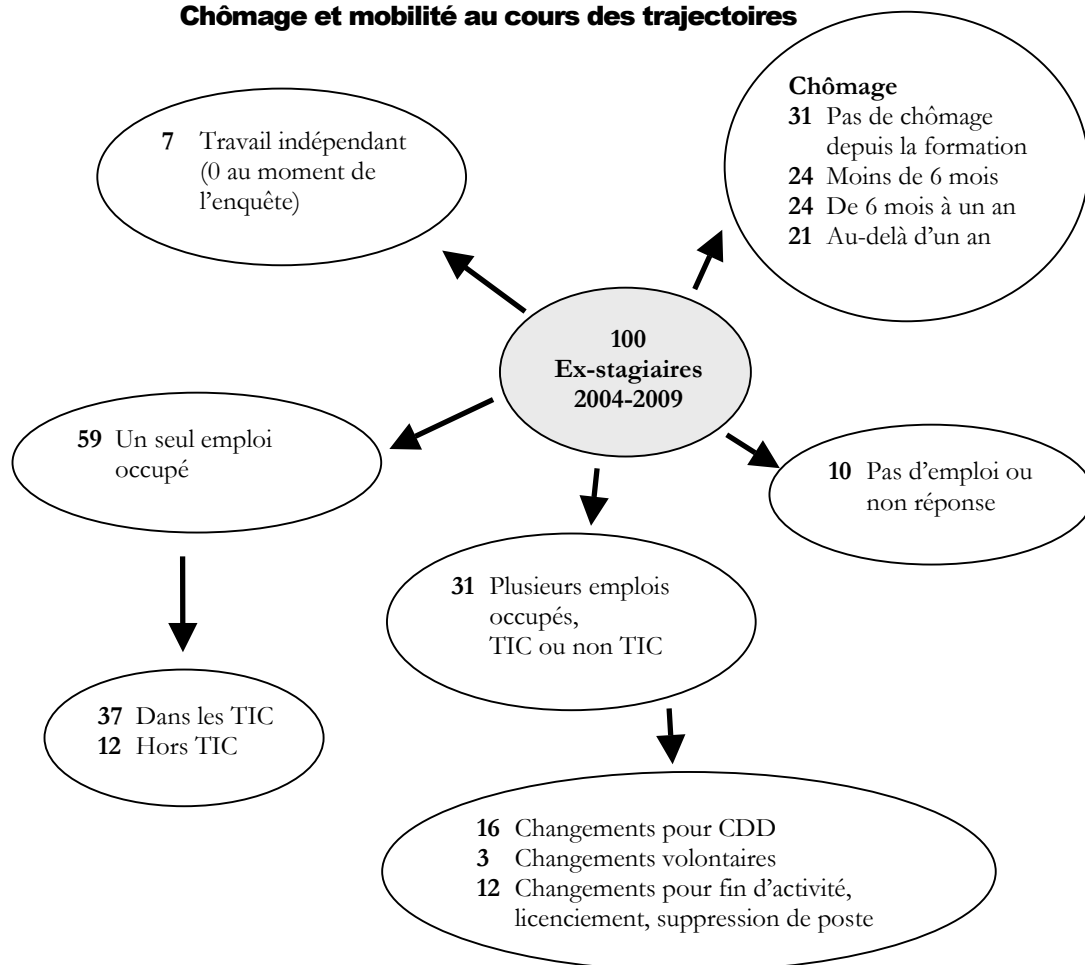 Chômage et mobilité au cours des trajectoires
Chômage
31 Pas de chômage
depuis la formation
24 Moins de 6 mois
24 De 6 mois à un an
21 Au-delà d’un an
7 Travail indépendant
(0 au moment de
l’enquête)
100
Ex-stagiaires
2004-2009
59 Un seul emploi
occupé
10 Pas d’emploi ou
non réponse
31 Plusieurs emplois
occupés,
TIC ou non TIC
37 Dans les TIC
12 Hors TIC
16 Changements pour CDD
3 Changements volontaires
12 Changements pour fin d’activité,
licenciement, suppression de poste